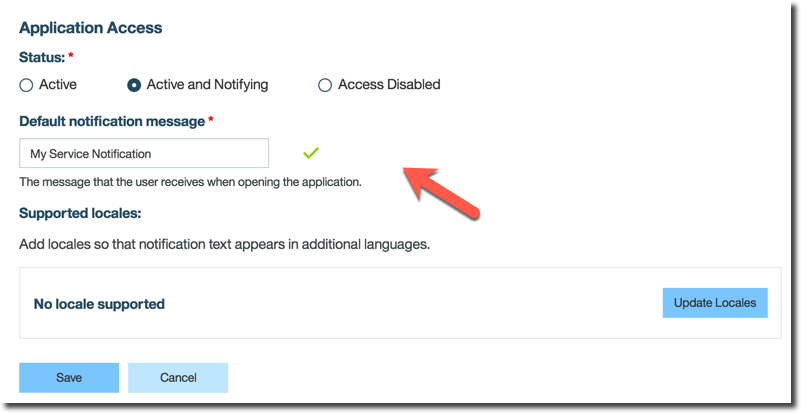 Application Access
Status: *
Active Active and Notifying Access Disabled
Default notification message *
My Service Notification
The message that the user receives when opening the application.
Supported locales:
Add locales so that notification text appears in additional languages.
No locale supported Update Locales
Save Cancel